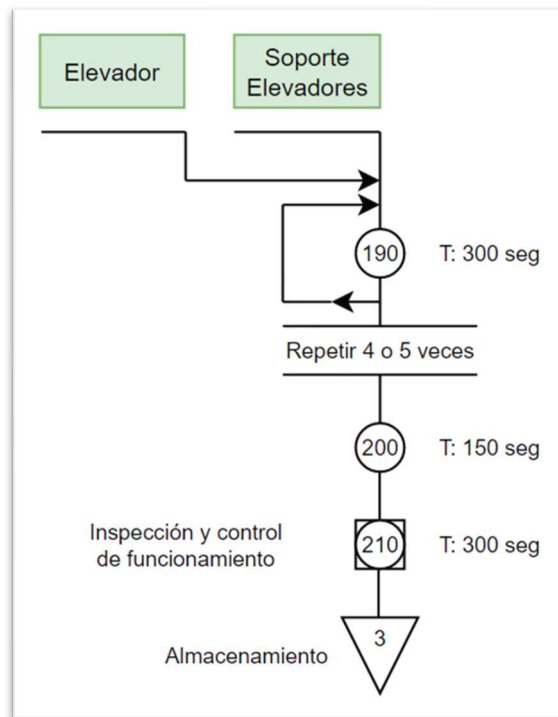 Elevador
Soporte
Elevadores
190
T: 300 seg
Repetir 4 o 5 veces
200
T: 150 seg
Inspección y control
de funcionamiento
210
T: 300 seg
3
Almacenamiento